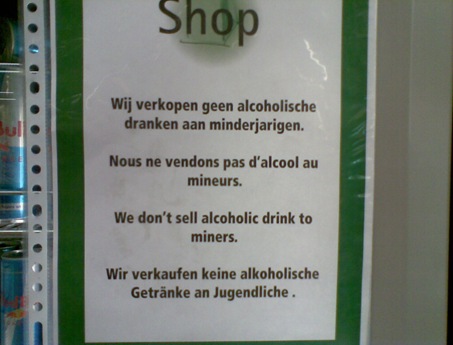 Shop
Wij verkopen geen alcoholische
dranken aan minderjarigen.
Nous ne vendons pas d'alcool au
mineurs.
We don't sell alcoholic drink to
miners.
Wir verkaufen keine alkoholische
Getränke an Jugendliche .
Bull